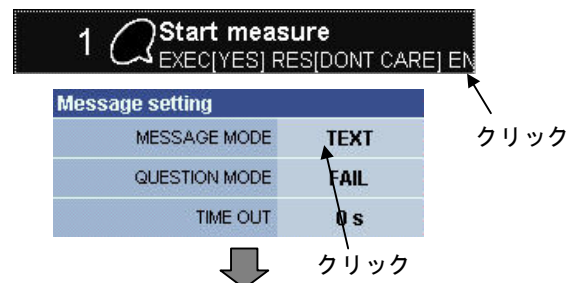 1 Start measure
EXEC[YES] RES[DONT CARE] EN
Message setting
クリック
MESSAGE MODE TEXT
QUESTION MODE FAIL
TIME OUT 0 s
クリック